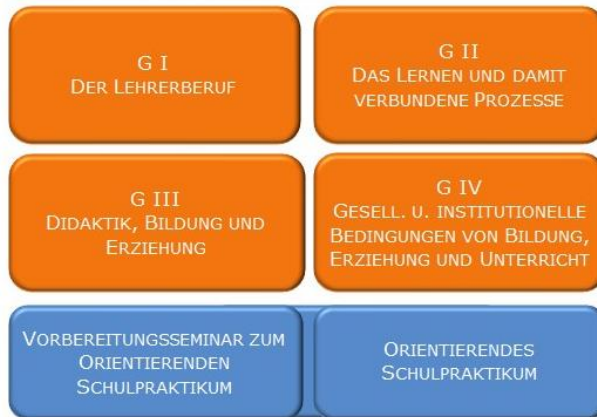 G I
DER LEHRERBERUF
G II
DAS LERNEN UND DAMIT
VERBUNDENE PROZESSE
G III
DIDAKTIK, BILDUNG UND
ERZIEHUNG
G IV
GESELL. U. INSTITUTIONELLE
BEDINGUNGEN VON BILDUNG,
ERZIEHUNG UND UNTERRICHT
VORBEREITUNGSSEMINAR ZUM
ORIENTIERENDEN
SCHULPRAKTIKUM
ORIENTIERENDES
SCHULPRAKTIKUM